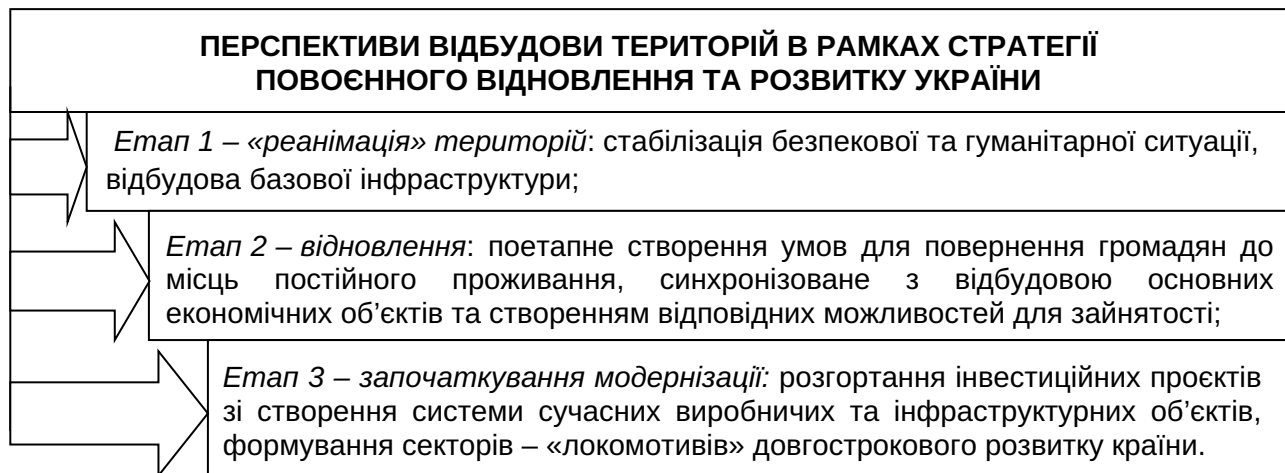 ПЕРСПЕКТИВИ ВІДБУДОВИ ТЕРИТОРІЙ В РАМКАХ СТРАТЕГІЇ
ПОВОЄННОГО ВІДНОВЛЕННЯ ТА РОЗВИТКУ УКРАЇНИ
Етап 1 – «реанімація» територій: стабілізація безпекової та гуманітарної ситуації,
відбудова базової інфраструктури;
Етап 2 – відновлення: поетапне створення умов для повернення громадян до
місць постійного проживання, синхронізоване з відбудовою основних
економічних об’єктів та створенням відповідних можливостей для зайнятості;
Етап 3 – започаткування модернізації: розгортання інвестиційних проєктів
зі створення системи сучасних виробничих та інфраструктурних об’єктів,
формування секторів – «локомотивів» довгострокового розвитку країни.